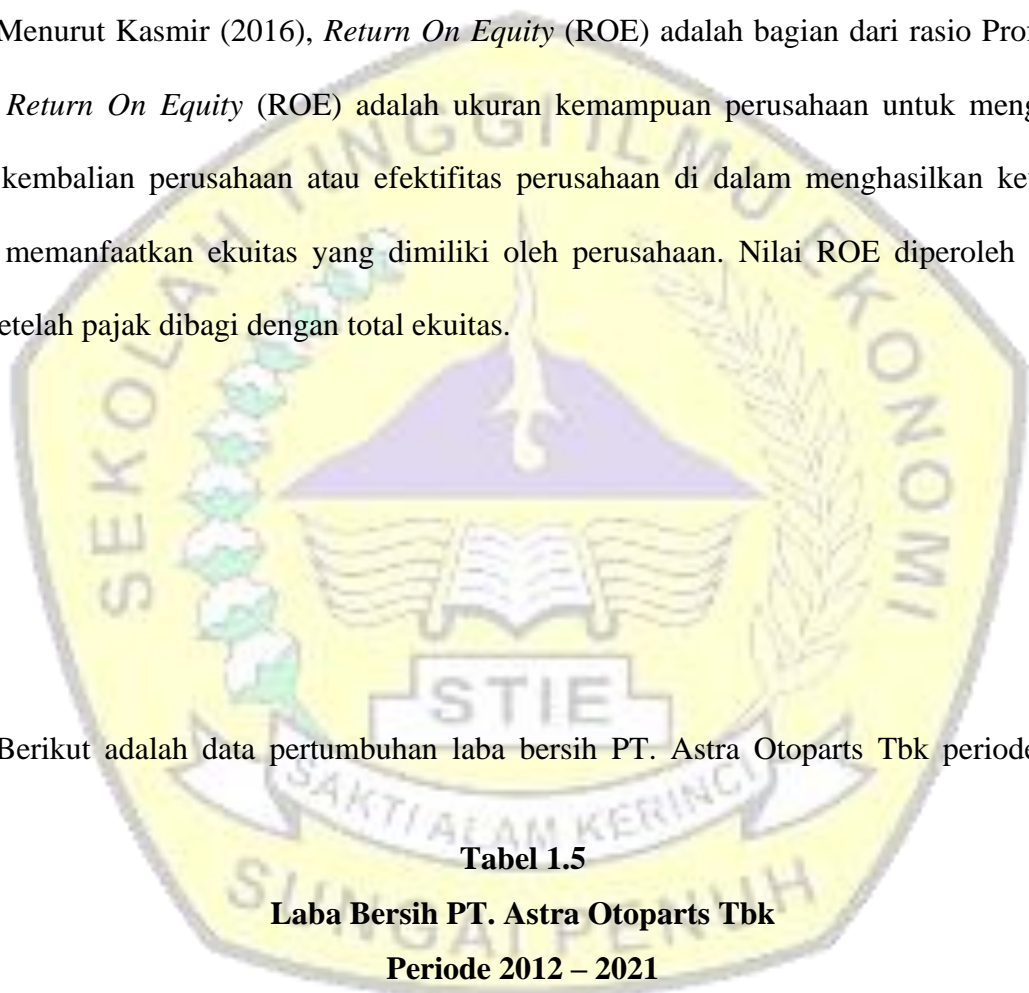 Menurut Kasmir (2016), Return On Equity (ROE) adalah bagian dari rasio
Return On Equity (ROE) adalah ukuran kemampuan perusahaan untuk
kembalian perusahaan atau efektifitas perusahaan di dalam menghasilkan
memanfaatkan ekuitas yang dimiliki oleh perusahaan. Nilai ROE diperoleh
etelah pajak dibagi dengan total ekuitas.
SEKOLAH TINGGI ILMU EKONOMI
STIE
Berikut adalah data pertumbuhan laba bersih PT. Astra Otoparts Tbk periode
SAKTI ALAM KERINCI
Tabel 1.5
SUNGAI PENUH
Laba Bersih PT. Astra Otoparts Tbk
Periode 2012 – 2021